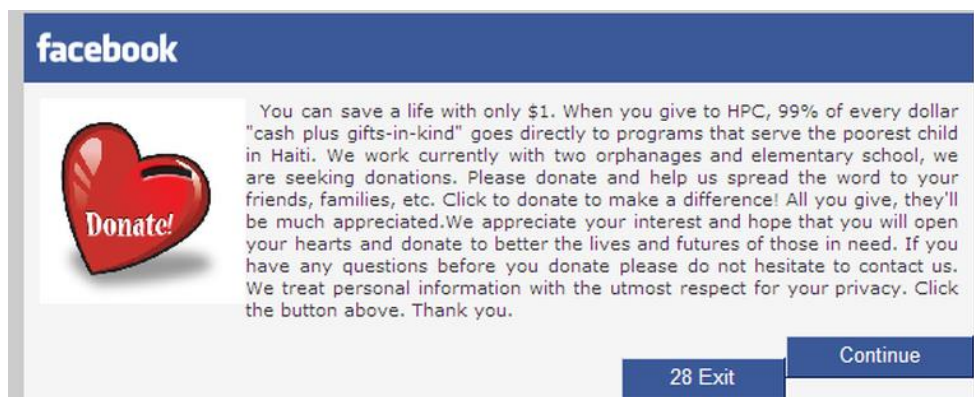 facebook
You can save a life with only $1. When you give to HPC, 99% of every dollar
"cash plus gifts-in-kind" goes directly to programs that serve the poorest child
in Haiti. We work currently with two orphanages and elementary school, we
are seeking donations. Please donate and help us spread the word to your
friends, families, etc. Click to donate to make a difference! All you give, they'll
be much appreciated.We appreciate your interest and hope that you will open
your hearts and donate to better the lives and futures of those in need. If you
have any questions before you donate please do not hesitate to contact us.
We treat personal information with the utmost respect for your privacy. Click
the button above. Thank you.
Donate!
Continue
28 Exit